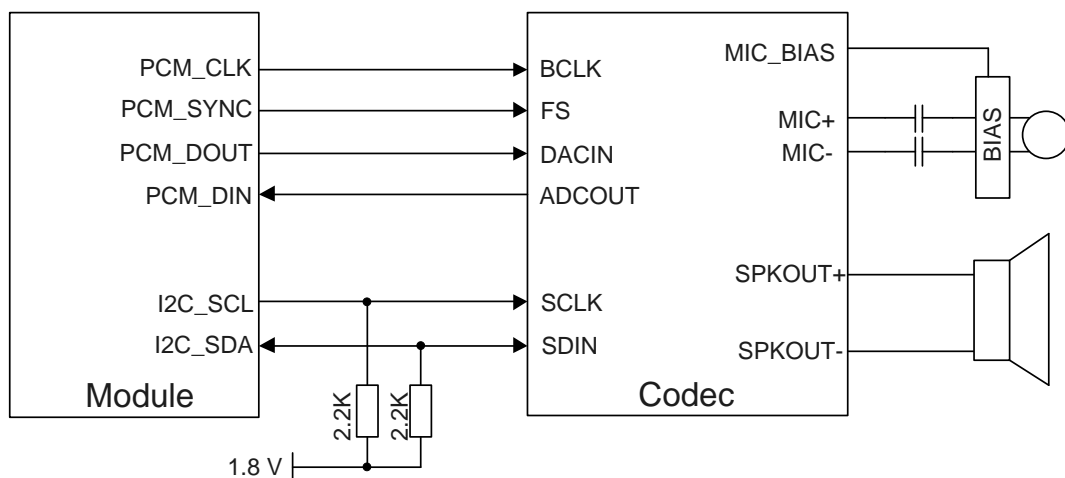 PCM_CLK
PCM_SYNC
PCM_DOUT
PCM_DIN
I2C_SCL
I2C_SDA
Module
2.2K
2.2K
1.8 V
BCLK
FS
DACIN
ADCOUT
SCLK
SDIN
MIC_BIAS
MIC+
MIC-
SPKOUT+
SPKOUT-
Codec
BIAS